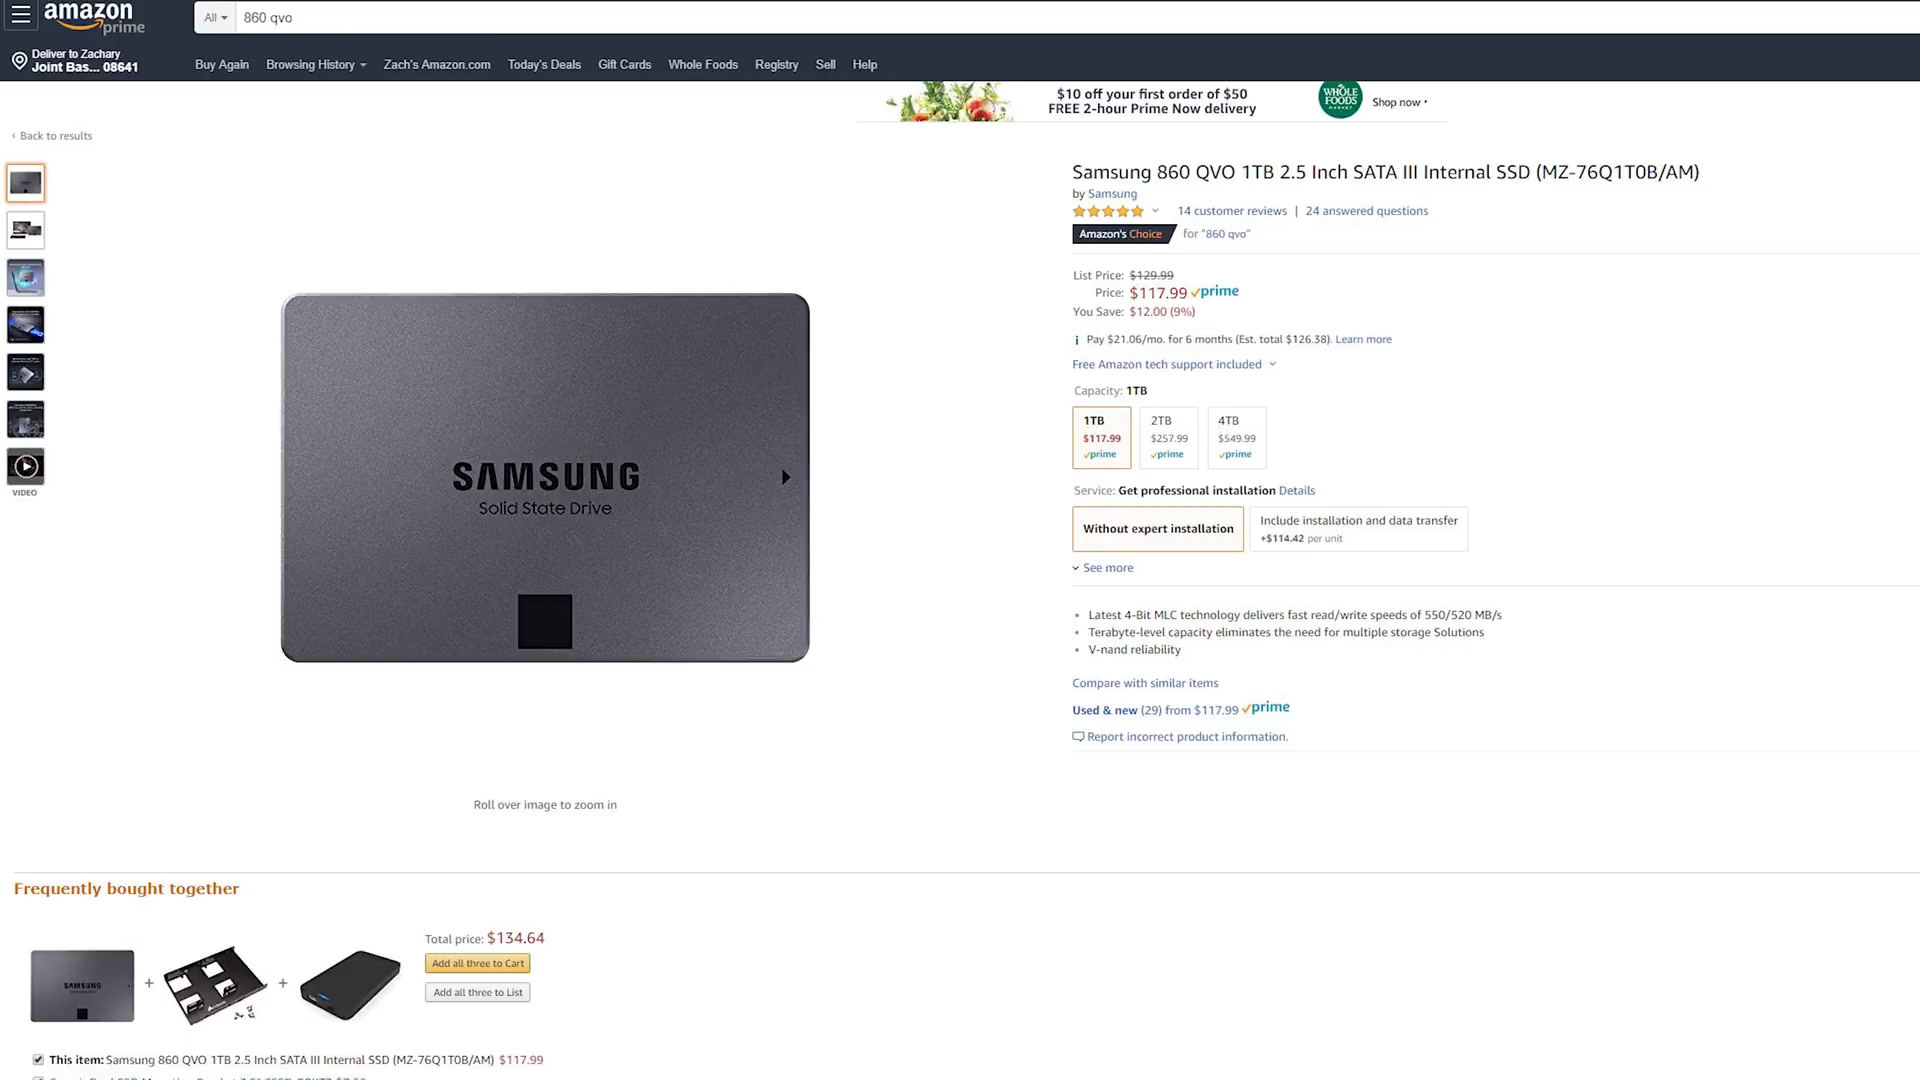 amazon
prime
All
860 qvo
Deliver to Zachary
Joint Bas... 08641
Buy Again
Browsing History
Zach's Amazon.com
Today's Deals
Gift Cards
Whole Foods
Registry
Sell
Help
$10 off your first order of $50
FREE 2-hour Prime Now delivery
WHOLE
FOODS
MARKET
Shop now
‹ Back to results
VIDEO
SAMSUNG
Solid State Drive
Roll over image to zoom in
Samsung 860 QVO 1TB 2.5 Inch SATA III Internal SSD (MZ-76Q1T0B/AM)
by Samsung
14 customer reviews | 24 answered questions
Amazon's Choice for "860 qvo"
List Price: $129.99
Price: $117.99 prime
You Save: $12.00 (9%)
Pay $21.06/mo. for 6 months (Est. total $126.38). Learn more
Free Amazon tech support included
Capacity: 1TB
1TB
$117.99
prime
2TB
$257.99
prime
4TB
$549.99
prime
Service: Get professional installation Details
Without expert installation
Include installation and data transfer
+$114.42 per unit
See more
• Latest 4-Bit MLC technology delivers fast read/write speeds of 550/520 MB/s
• Terabyte-level capacity eliminates the need for multiple storage Solutions
• V-nand reliability
Compare with similar items
Used & new (29) from $117.99 prime
Report incorrect product information.
Frequently bought together
SAMSUNG
+
+
Total price: $134.64
Add all three to Cart
Add all three to List
This item: Samsung 860 QVO 1TB 2.5 Inch SATA III Internal SSD (MZ-76Q1T0B/AM) $117.99